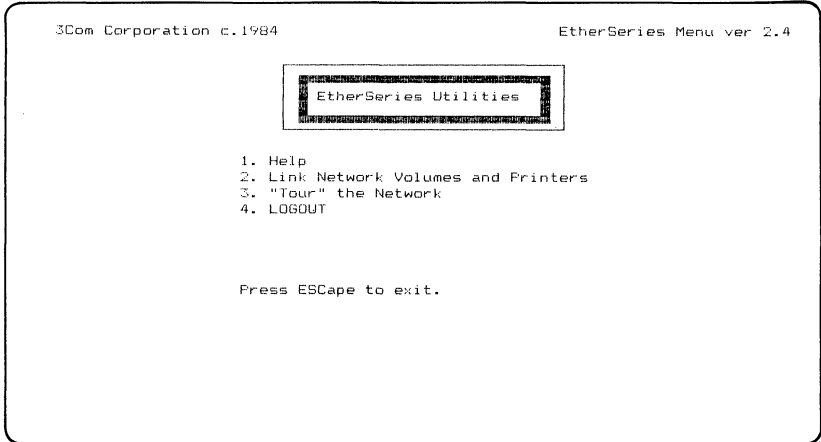 3Com Corporation c.1984 EtherSeries Menu ver 2.4
EtherSeries Utilities
1. Help
2. Link Network Volumes and Printers
3. "Tour" the Network
4. LOGOUT
Press ESCape to exit.